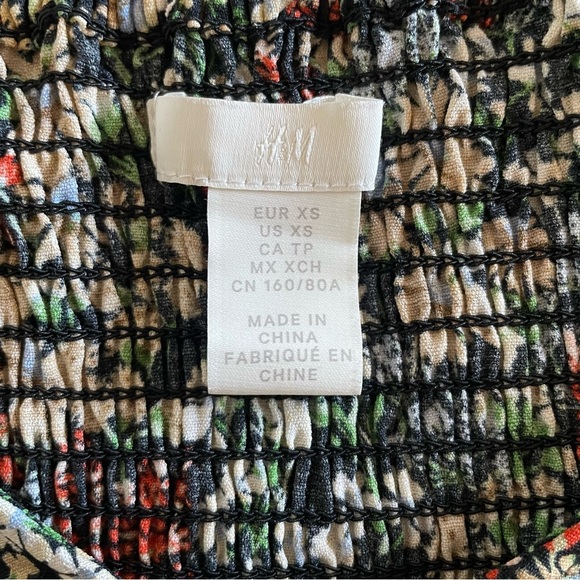 H&M
EUR XS
US XS
CA TP
MX XCH
CN 160/80A
MADE IN
CHINA
FABRIQUÉ EN
CHINE